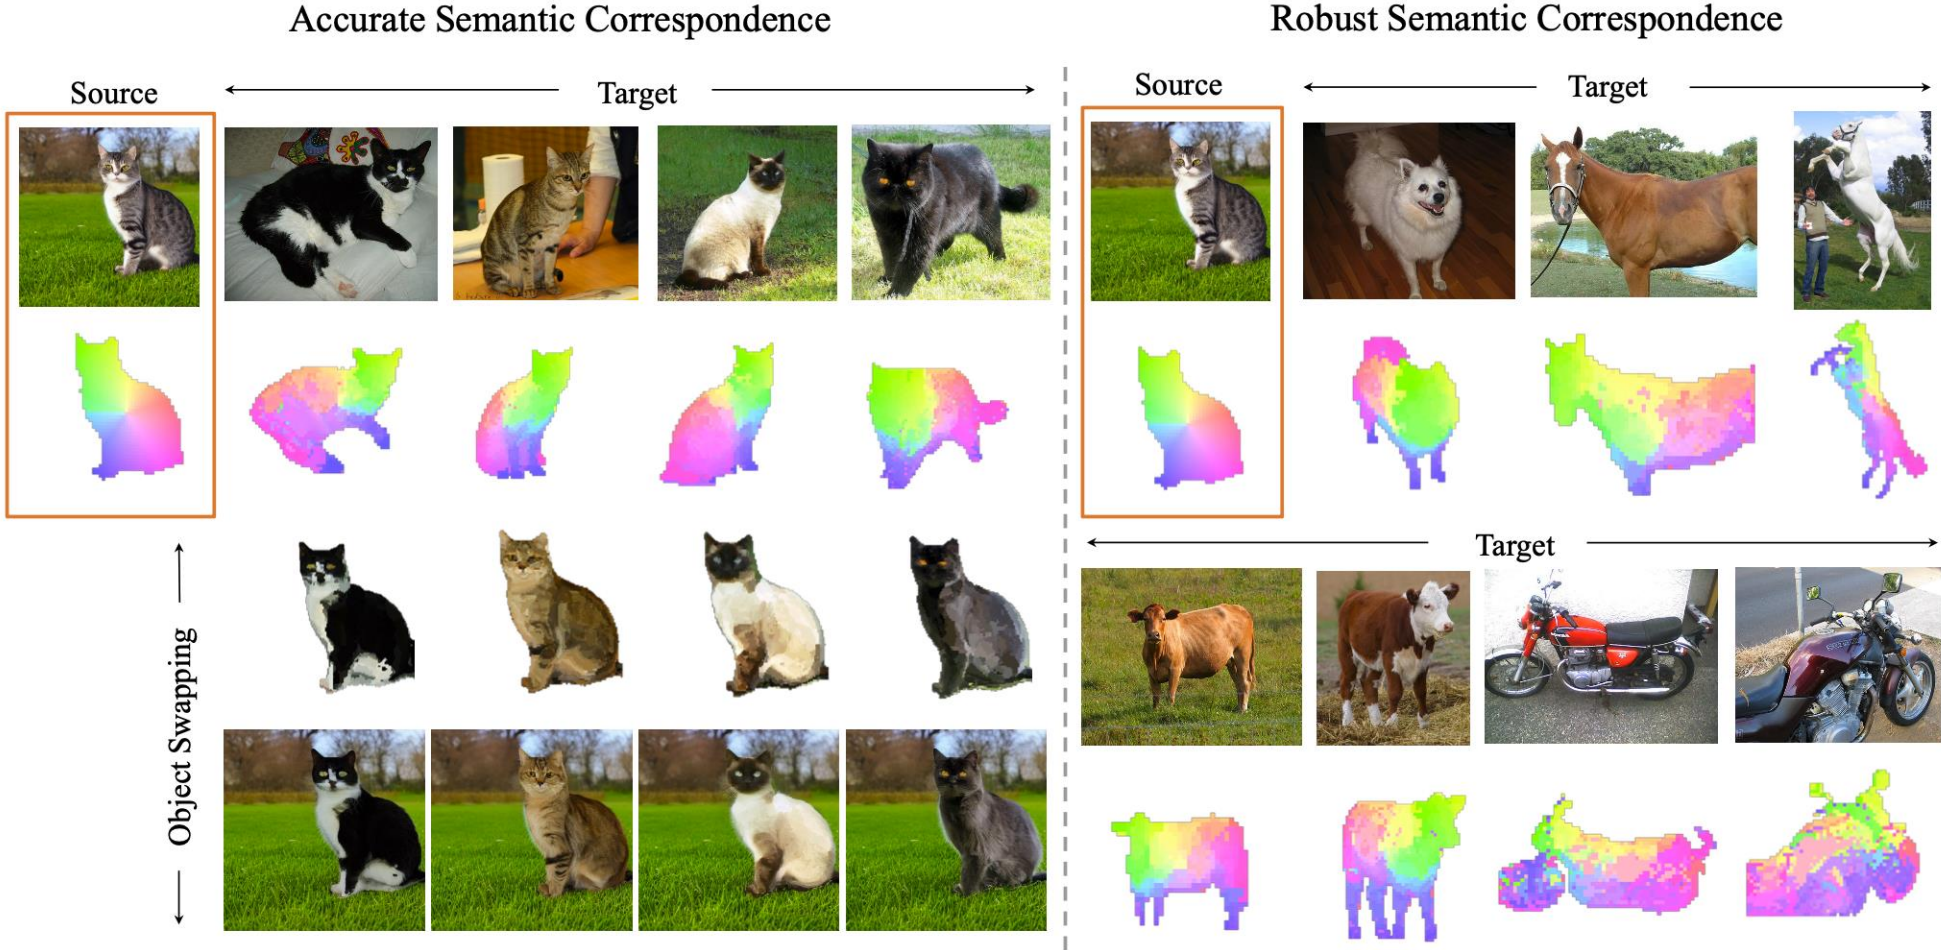 Accurate Semantic Correspondence
Source
Target
Object Swapping
Robust Semantic Correspondence
Source
Target
Target